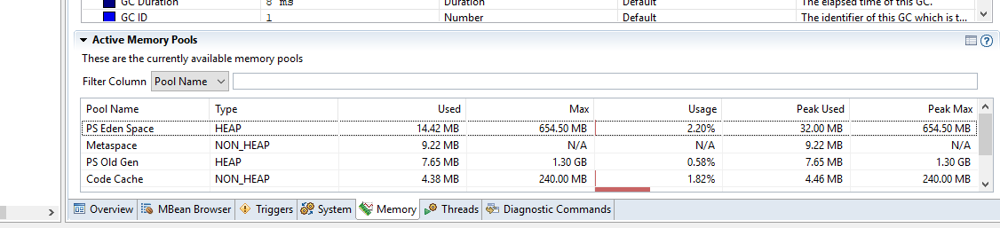 GC Duration 8 ms Duration Default The elapsed time of this GC.
GC ID 1 Number Default The identifier of this GC which is t...
Active Memory Pools
These are the currently available memory pools
Filter Column Pool Name
Pool Name Type Used Max Usage Peak Used Peak Max
PS Eden Space HEAP 14.42 MB 654.50 MB 2.20% 32.00 MB 654.50 MB
Metaspace NON_HEAP 9.22 MB N/A N/A 9.22 MB N/A
PS Old Gen HEAP 7.65 MB 1.30 GB 0.58% 7.65 MB 1.30 GB
Code Cache NON_HEAP 4.38 MB 240.00 MB 1.82% 4.46 MB 240.00 MB
Overview MBean Browser Triggers System Memory Threads Diagnostic Commands